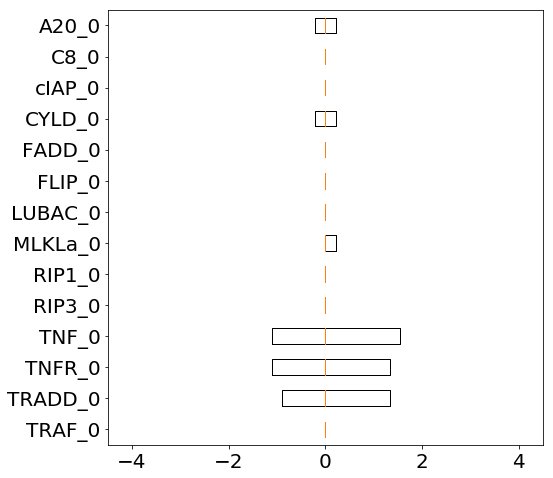 A20_0
C8_0
cIAP_0
CYLD_0
FADD_0
FLIP_0
LUBAC_0
MLKLa_0
RIP1_0
RIP3_0
TNF_0
TNFR_0
TRADD_0
TRAF_0
−4 −2 0 2 4